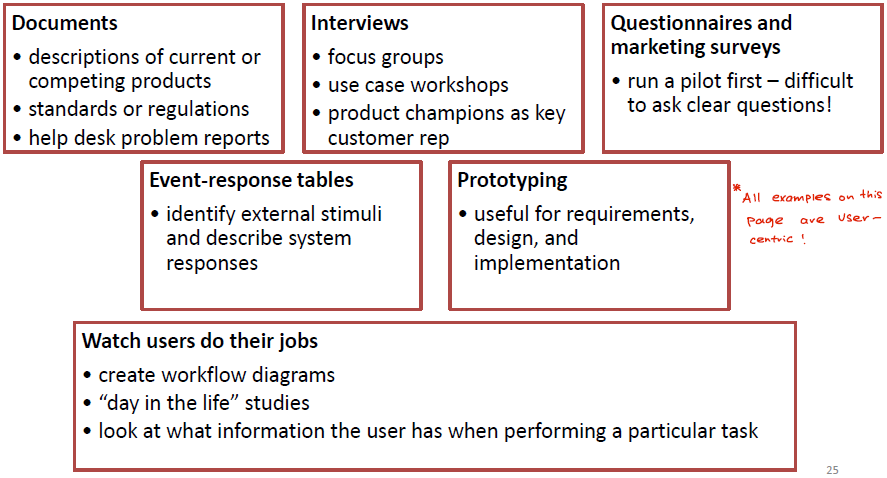 Documents
• descriptions of current or
competing products
• standards or regulations
• help desk problem reports
Interviews
• focus groups
• use case workshops
• product champions as key
customer rep
Questionnaires and
marketing surveys
• run a pilot first – difficult
to ask clear questions!
Event-response tables
• identify external stimuli
and describe system
responses
Prototyping
• useful for requirements,
design, and
implementation
*All examples on this
page are user-
centric!
Watch users do their jobs
• create workflow diagrams
• “day in the life” studies
• look at what information the user has when performing a particular task
25